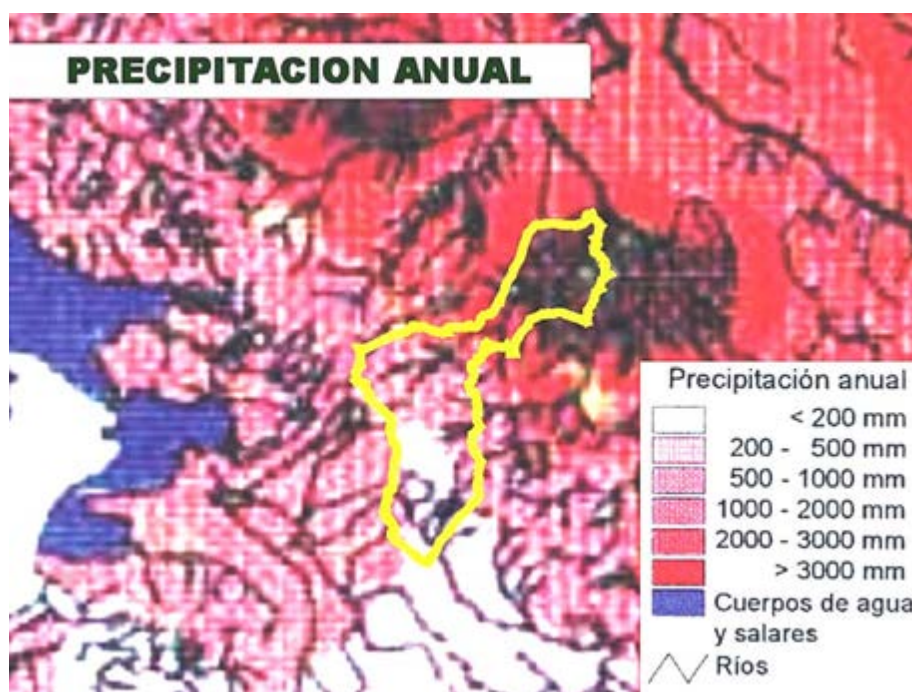 PRECIPITACION ANUAL
Precipitación anual
< 200 mm
200 - 500 mm
500 - 1000 mm
1000 - 2000 mm
2000 - 3000 mm
> 3000 mm
Cuerpos de agua
y salares
Ríos